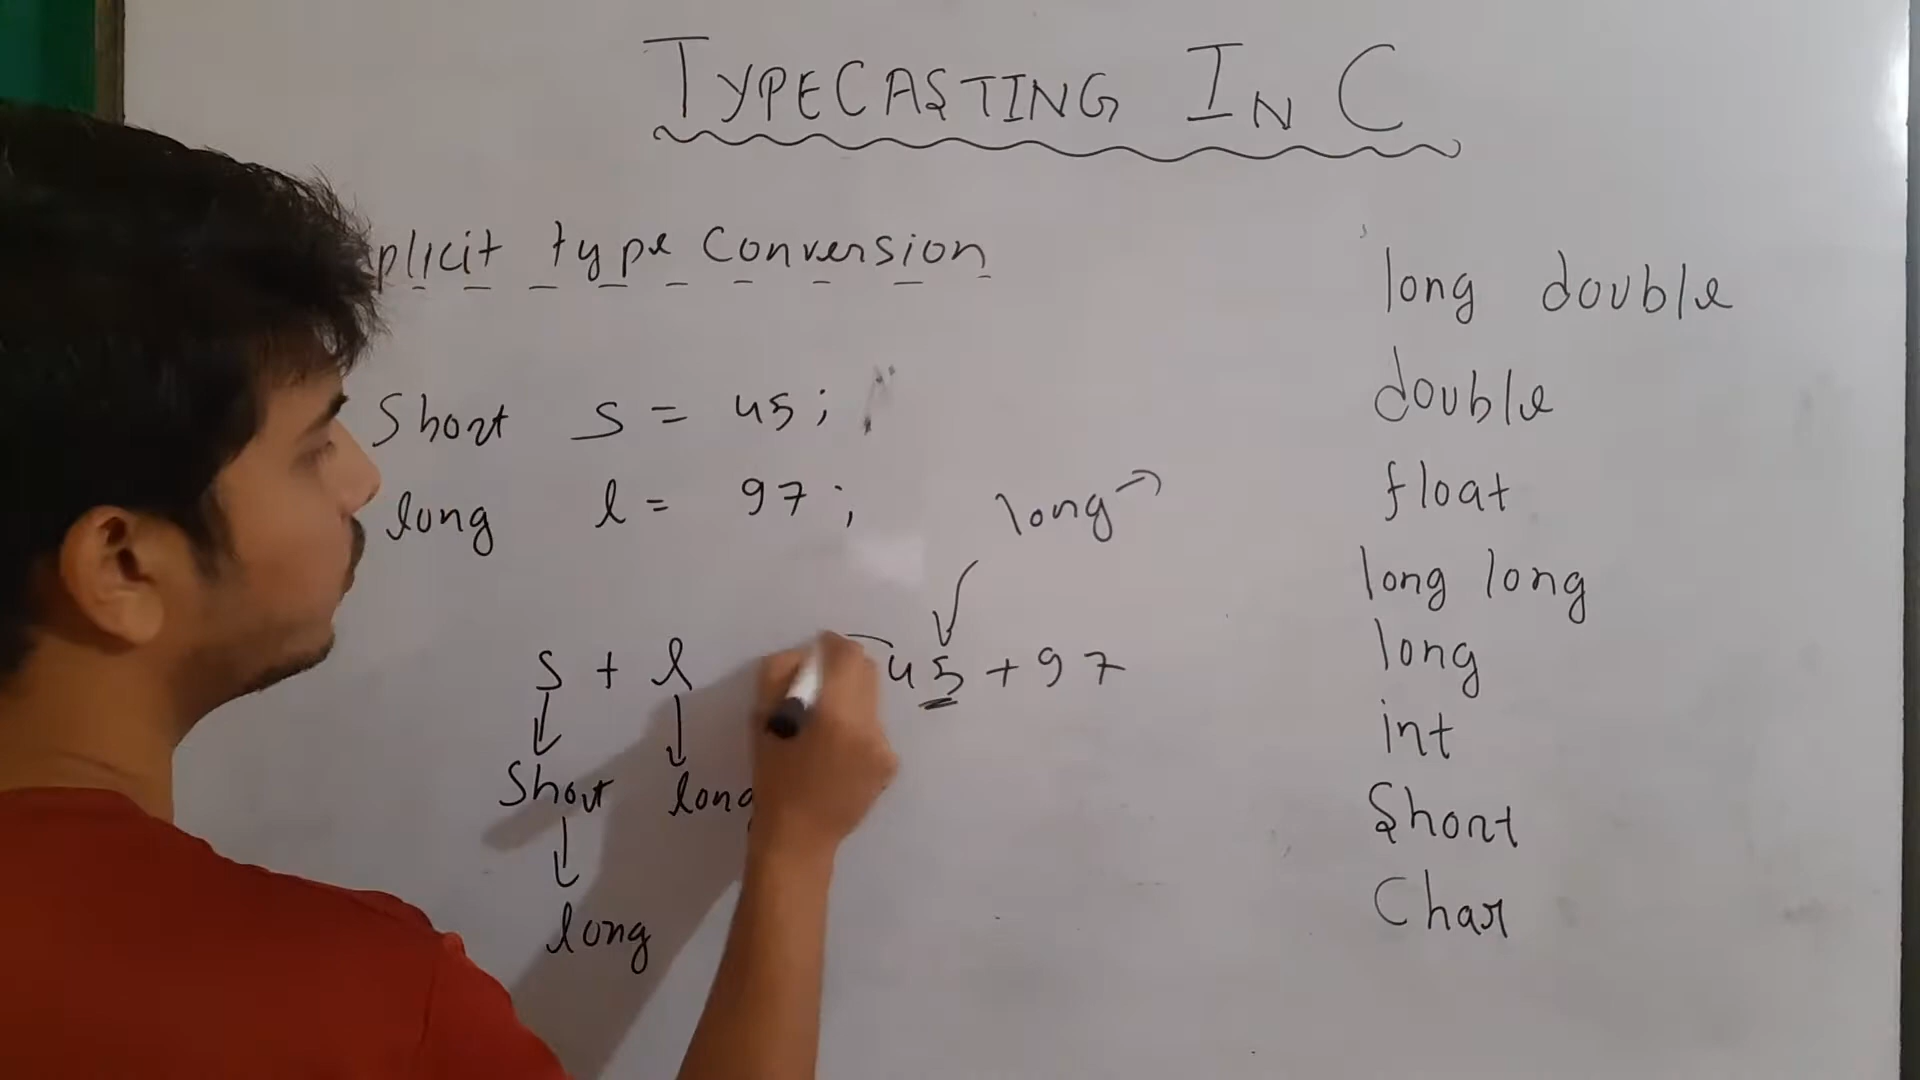 TYPECASTING IN C
plicit type Conversion
Short s = 45;
long l = 97;
long
s + l 45 + 97
Short long
long
long double
double
float
long long
long
int
Short
Char